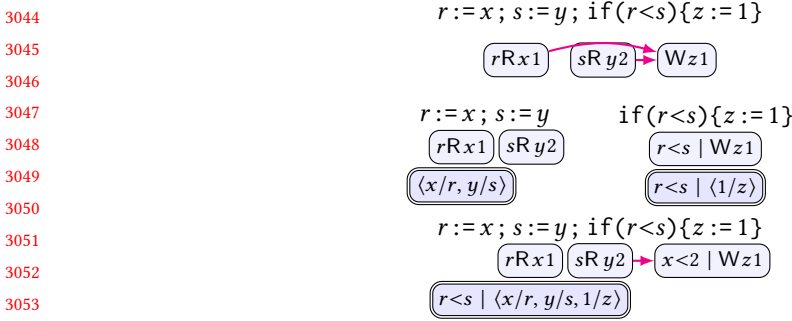 3044 r := x ; s := y ; if(r<s){z := 1}
3045 rRx1 sRy2 Wz1
3046
3047 r := x ; s := y if(r<s){z := 1}
3048 rRx1 sRy2 r<s | Wz1
3049 ⟨x/r, y/s⟩ r<s | ⟨1/z⟩
3050
3051 r := x ; s := y ; if(r<s){z := 1}
3052 rRx1 sRy2 x<2 | Wz1
3053 r<s | ⟨x/r, y/s, 1/z⟩